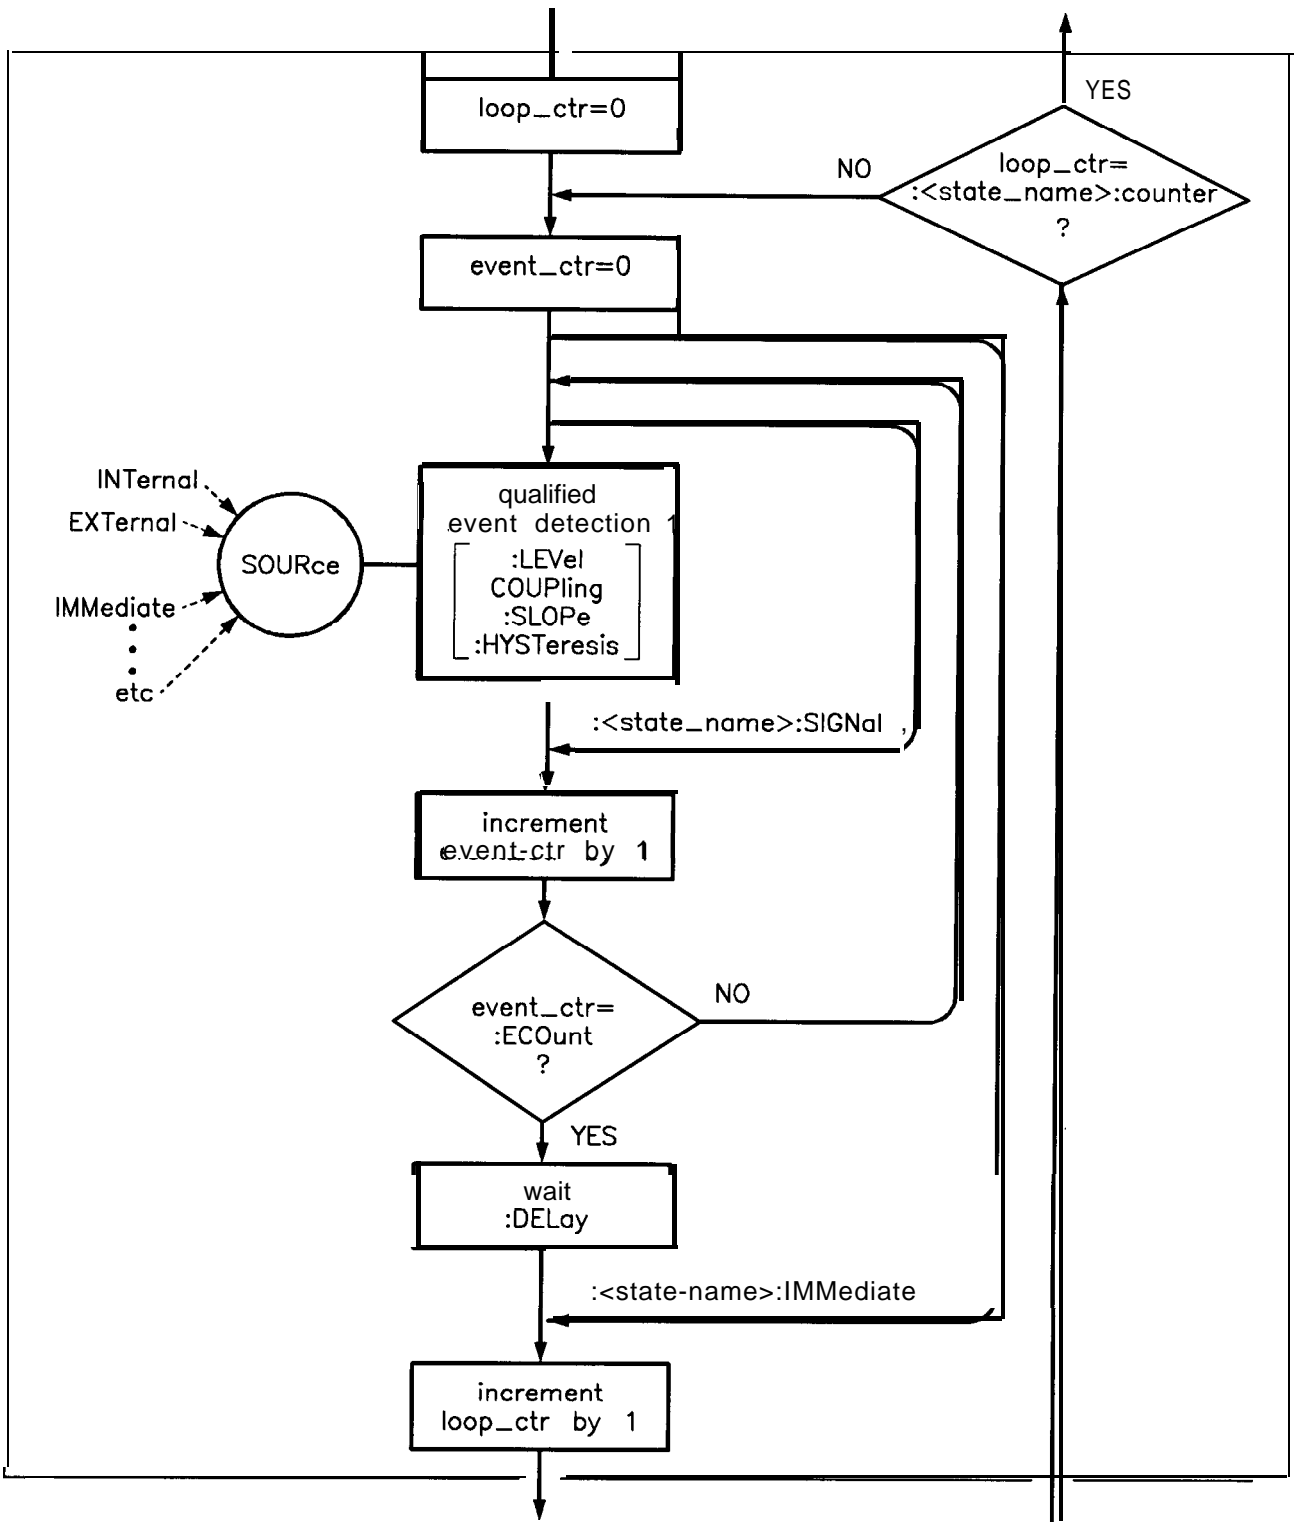 YES
loop_ctr=0
NO
loop_ctr=
:<state_name>:counter
?
event_ctr=0
INTernal
EXTernal
SOURce
IMMediate
etc
qualified
event detection 1
:LEVel
COUPling
:SLOPe
:HYSTeresis
:<state_name>:SIGNal ,
increment
event-ctr by 1
event_ctr=
:ECOunt
?
NO
YES
wait
:DELay
:<state-name>:IMMediate
increment
loop_ctr by 1